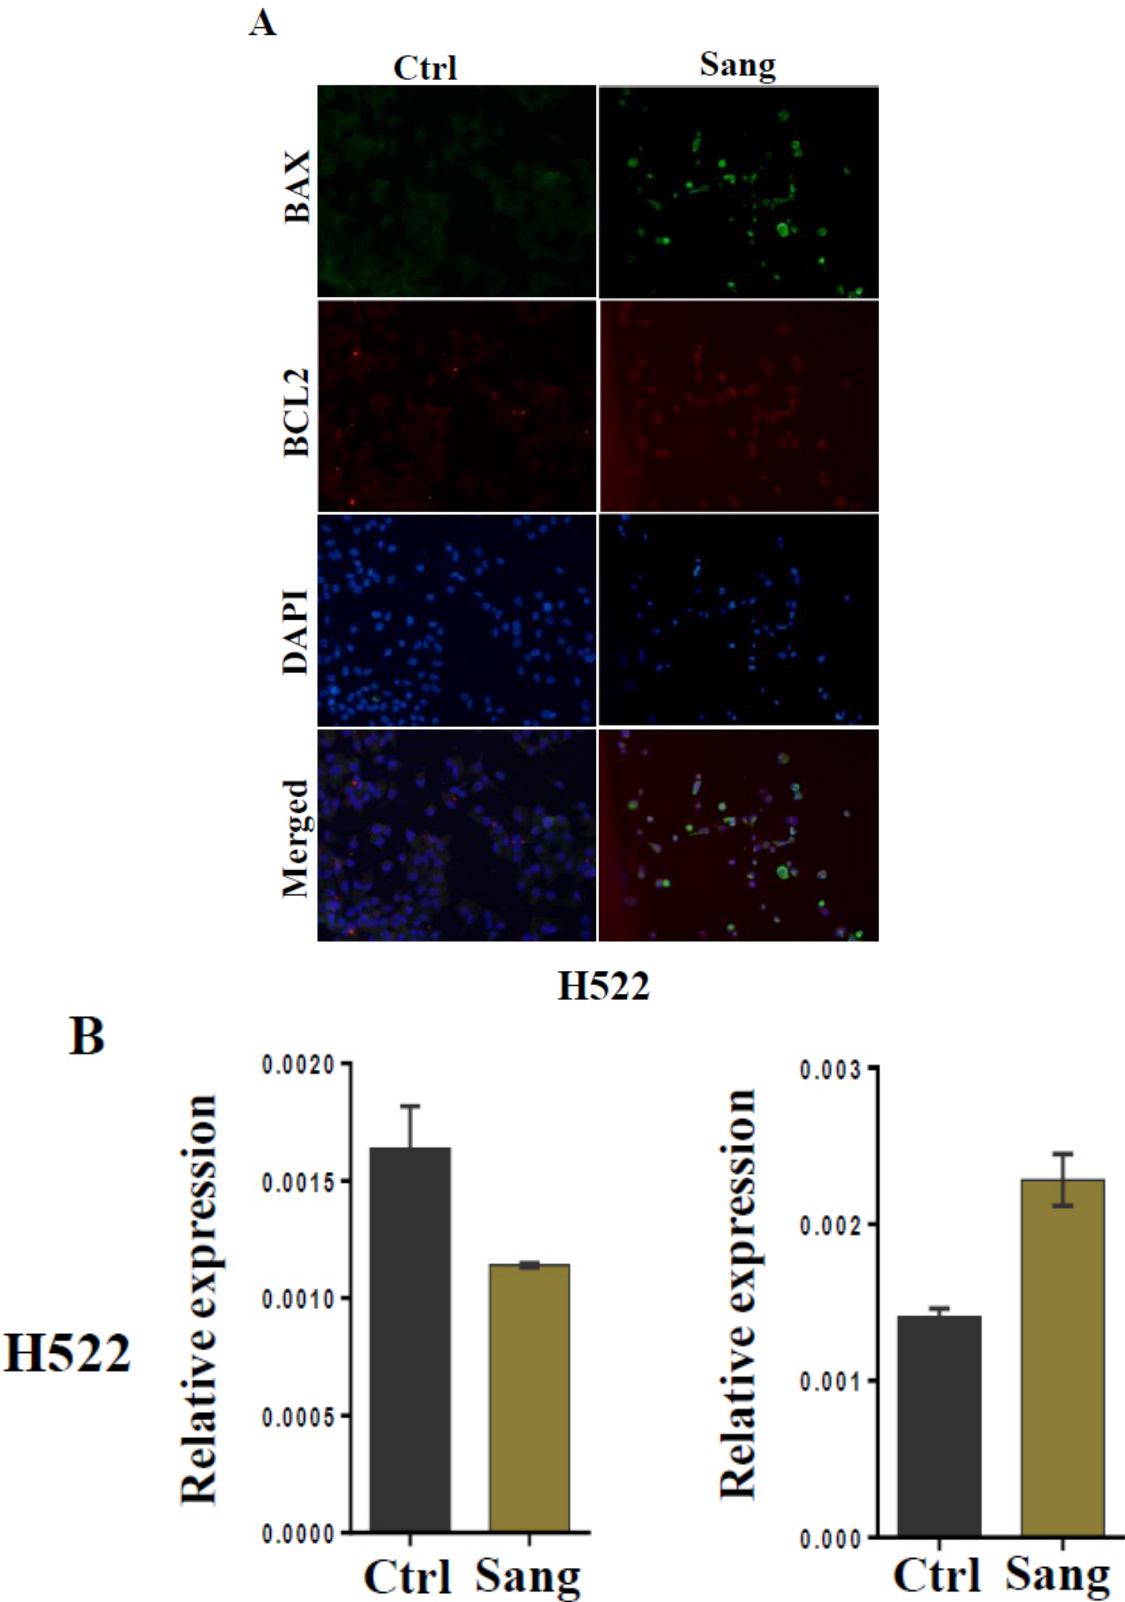 A
Ctrl Sang
BAX
BCL2
DAPI
Merged
H522
B
H522
Relative expression
0.0020
0.0015
0.0010
0.0005
0.0000
Ctrl Sang
Relative expression
0.003
0.002
0.001
0.000
Ctrl Sang